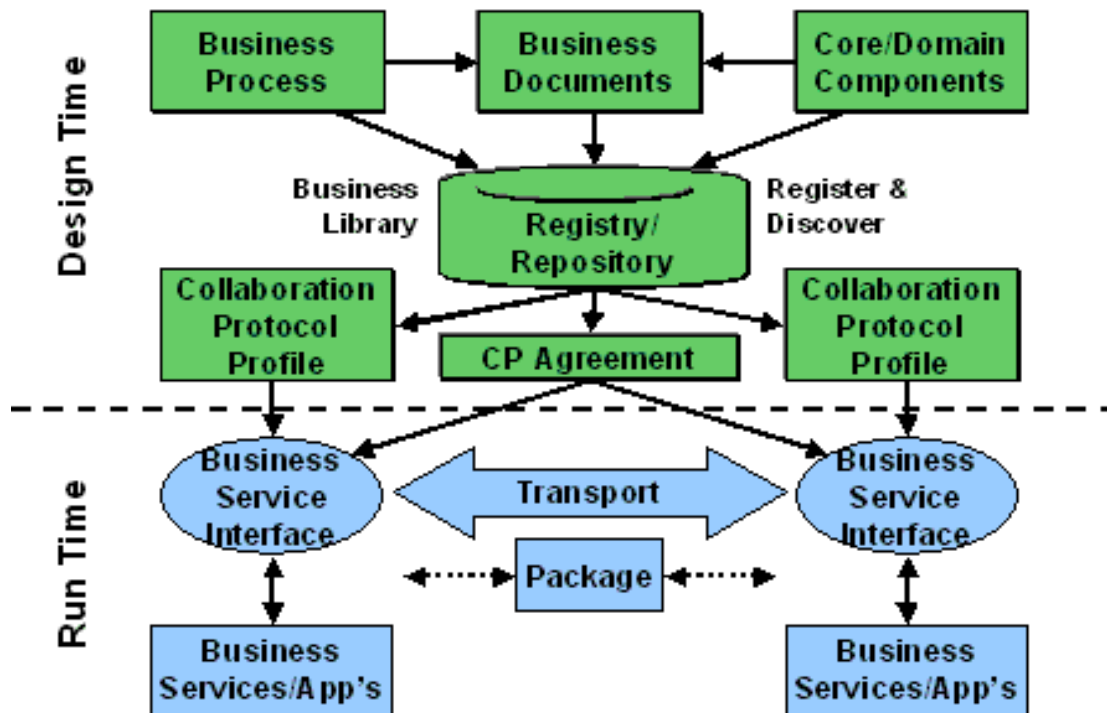 Design Time
Business
Process
Business
Documents
Core/Domain
Components
Business
Library
Registry/
Repository
Register &
Discover
Collaboration
Protocol
Profile
CP Agreement
Collaboration
Protocol
Profile
Run Time
Business
Service
Interface
Transport
Business
Service
Interface
Package
Business
Services/App's
Business
Services/App's